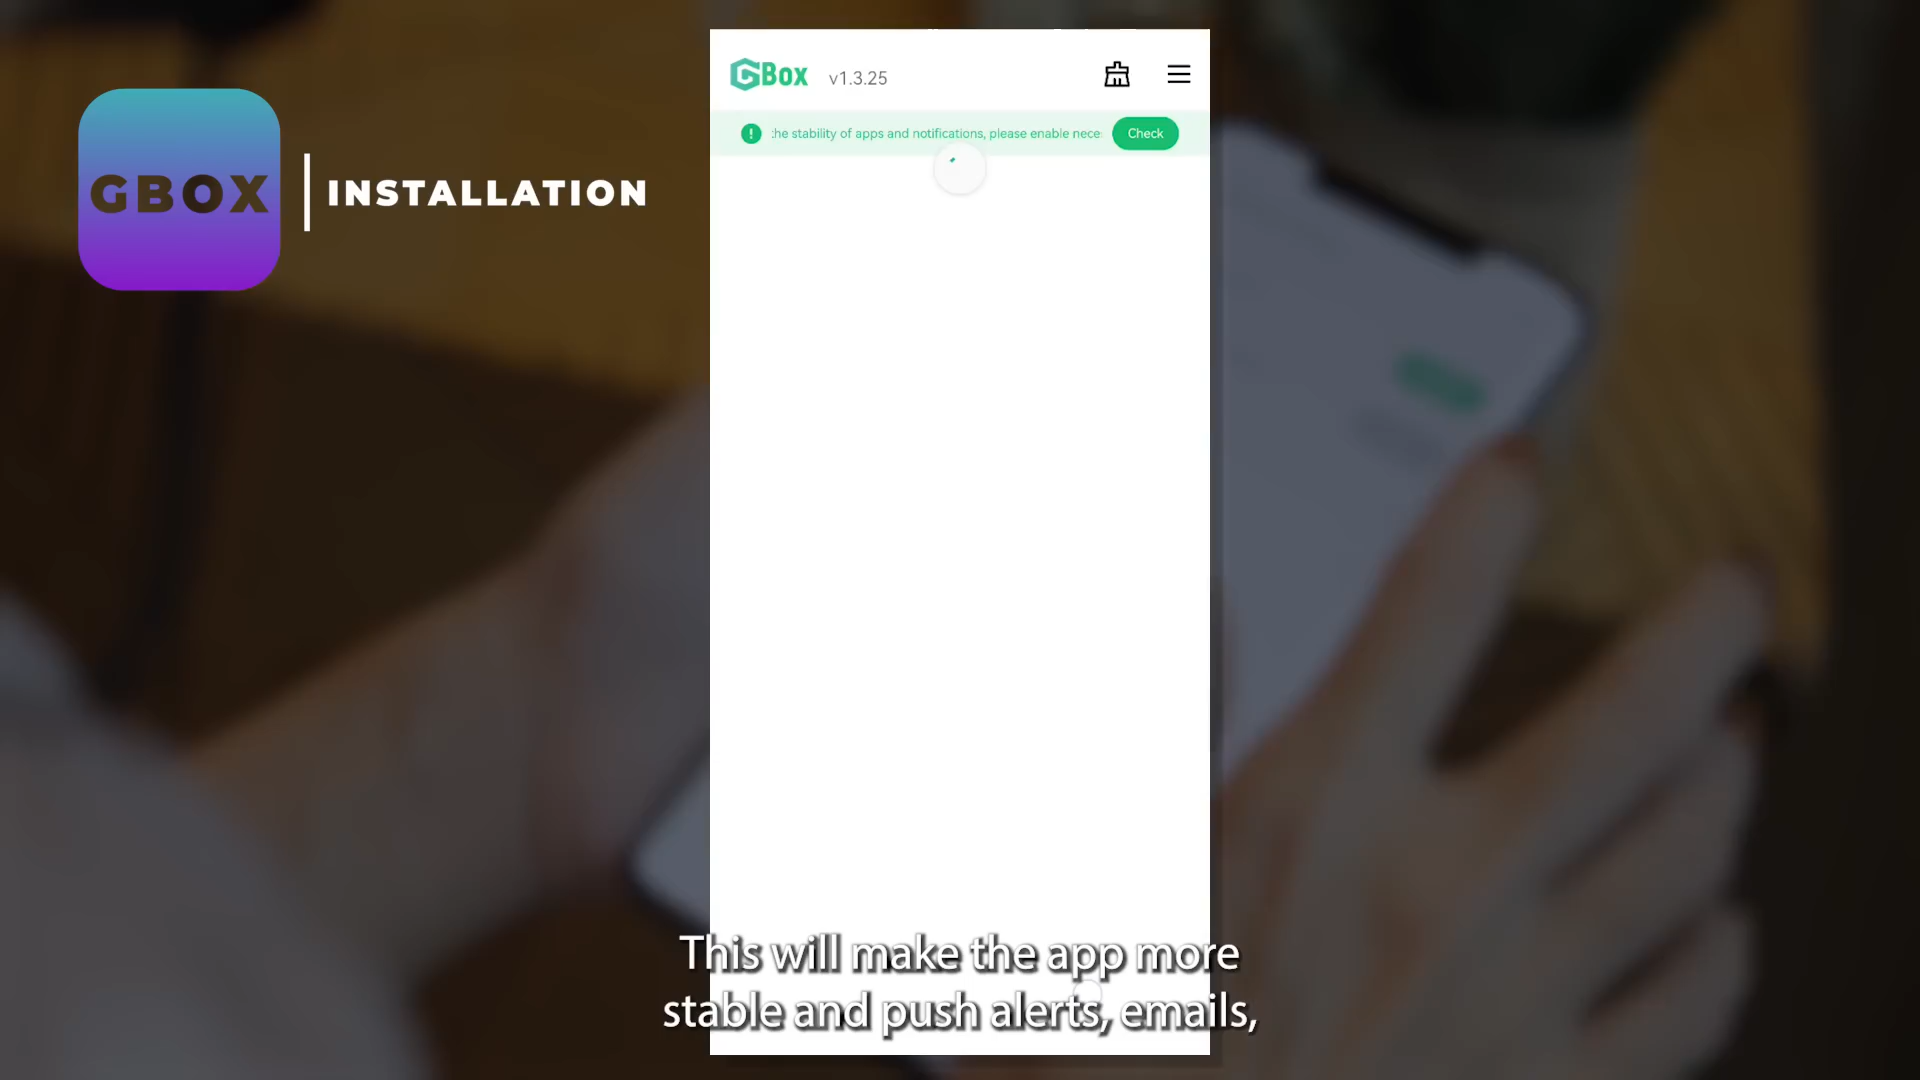 GBOX
INSTALLATION
GBox v1.3.25
the stability of apps and notifications, please enable nece
Check
This will make the app more
stable and push alerts, emails,